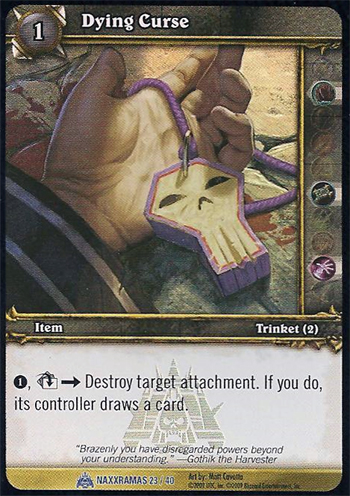 1
Dying Curse
Item
Trinket (2)
1, → Destroy target attachment. If you do,
its controller draws a card.
"Brazenly you have disregarded powers beyond
your understanding." —Gothik the Harvester
NAXXRAMAS 23/40
Art by: Matt Cavotta
©2009 UDC. ©2009 Blizzard Entertainment, Inc.